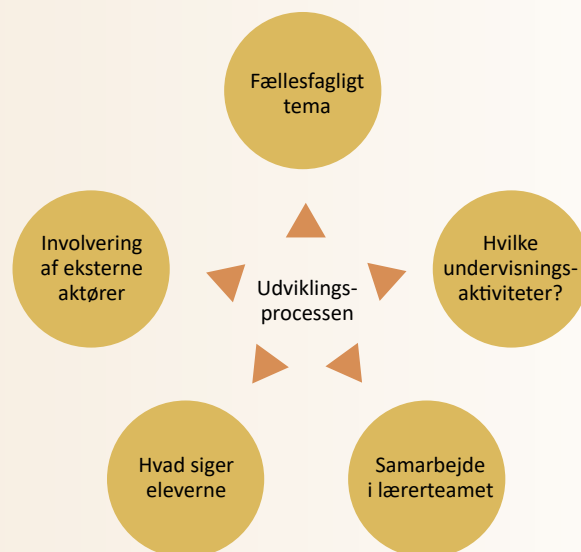 Fællesfagligt
tema
Involvering
af eksterne
aktører
Hvilke
undervisnings-
aktiviteter?
Udviklings-
processen
Hvad siger
eleverne
Samarbejde
i lærerteamet